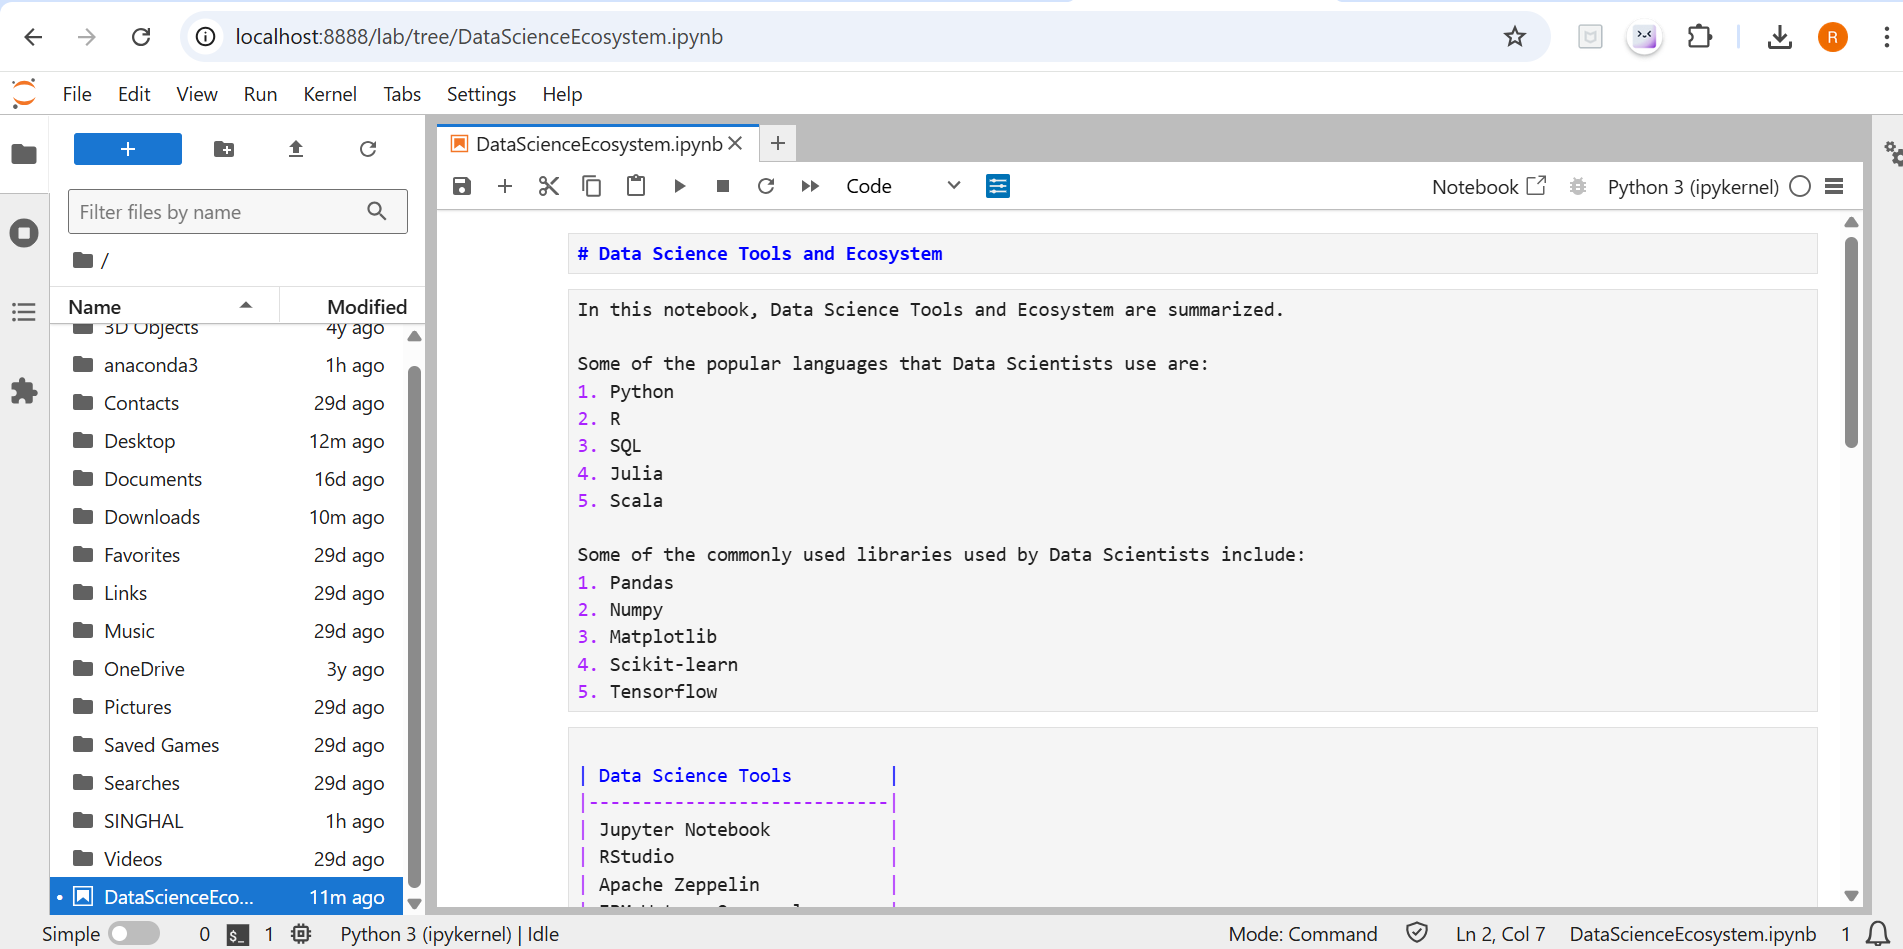 localhost:8888/lab/tree/DataScienceEcosystem.ipynb
R
File Edit View Run Kernel Tabs Settings Help
Filter files by name
/
Name Modified
3D Objects 4y ago
anaconda3 1h ago
Contacts 29d ago
Desktop 12m ago
Documents 16d ago
Downloads 10m ago
Favorites 29d ago
Links 29d ago
Music 29d ago
OneDrive 3y ago
Pictures 29d ago
Saved Games 29d ago
Searches 29d ago
SINGHAL 1h ago
Videos 29d ago
DataScienceEco... 11m ago
DataScienceEcosystem.ipynb
Code
Notebook
Python 3 (ipykernel)
# Data Science Tools and Ecosystem
In this notebook, Data Science Tools and Ecosystem are summarized.
Some of the popular languages that Data Scientists use are:
1. Python
2. R
3. SQL
4. Julia
5. Scala
Some of the commonly used libraries used by Data Scientists include:
1. Pandas
2. Numpy
3. Matplotlib
4. Scikit-learn
5. Tensorflow
| Data Science Tools |
|----------------------------|
| Jupyter Notebook |
| RStudio |
| Apache Zeppelin |
Simple 0 $_ 1 Python 3 (ipykernel) | Idle
Mode: Command Ln 2, Col 7 DataScienceEcosystem.ipynb 1